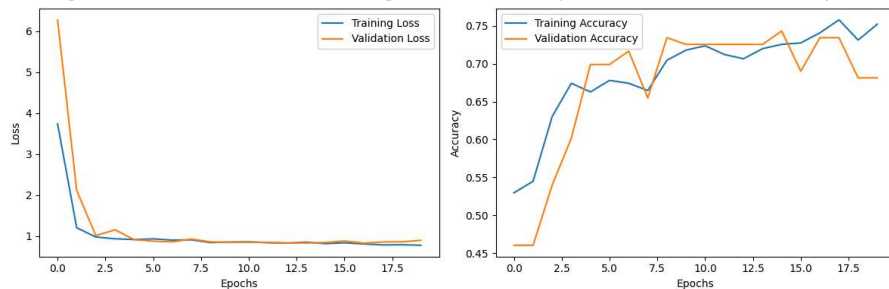 Training Loss
Validation Loss
6
5
4
3
2
1
Loss
0.0 2.5 5.0 7.5 10.0 12.5 15.0 17.5
Epochs
Training Accuracy
Validation Accuracy
0.75
0.70
0.65
0.60
0.55
0.50
0.45
Accuracy
0.0 2.5 5.0 7.5 10.0 12.5 15.0 17.5
Epochs